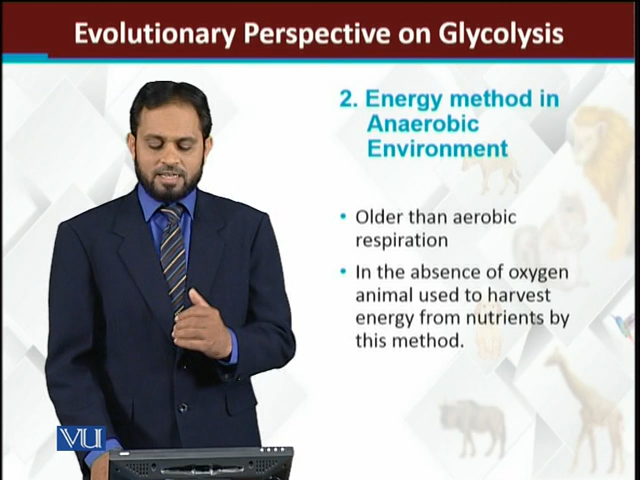 Evolutionary Perspective on Glycolysis
2. Energy method in
Anaerobic
Environment
• Older than aerobic
respiration
• In the absence of oxygen
animal used to harvest
energy from nutrients by
this method.
VU